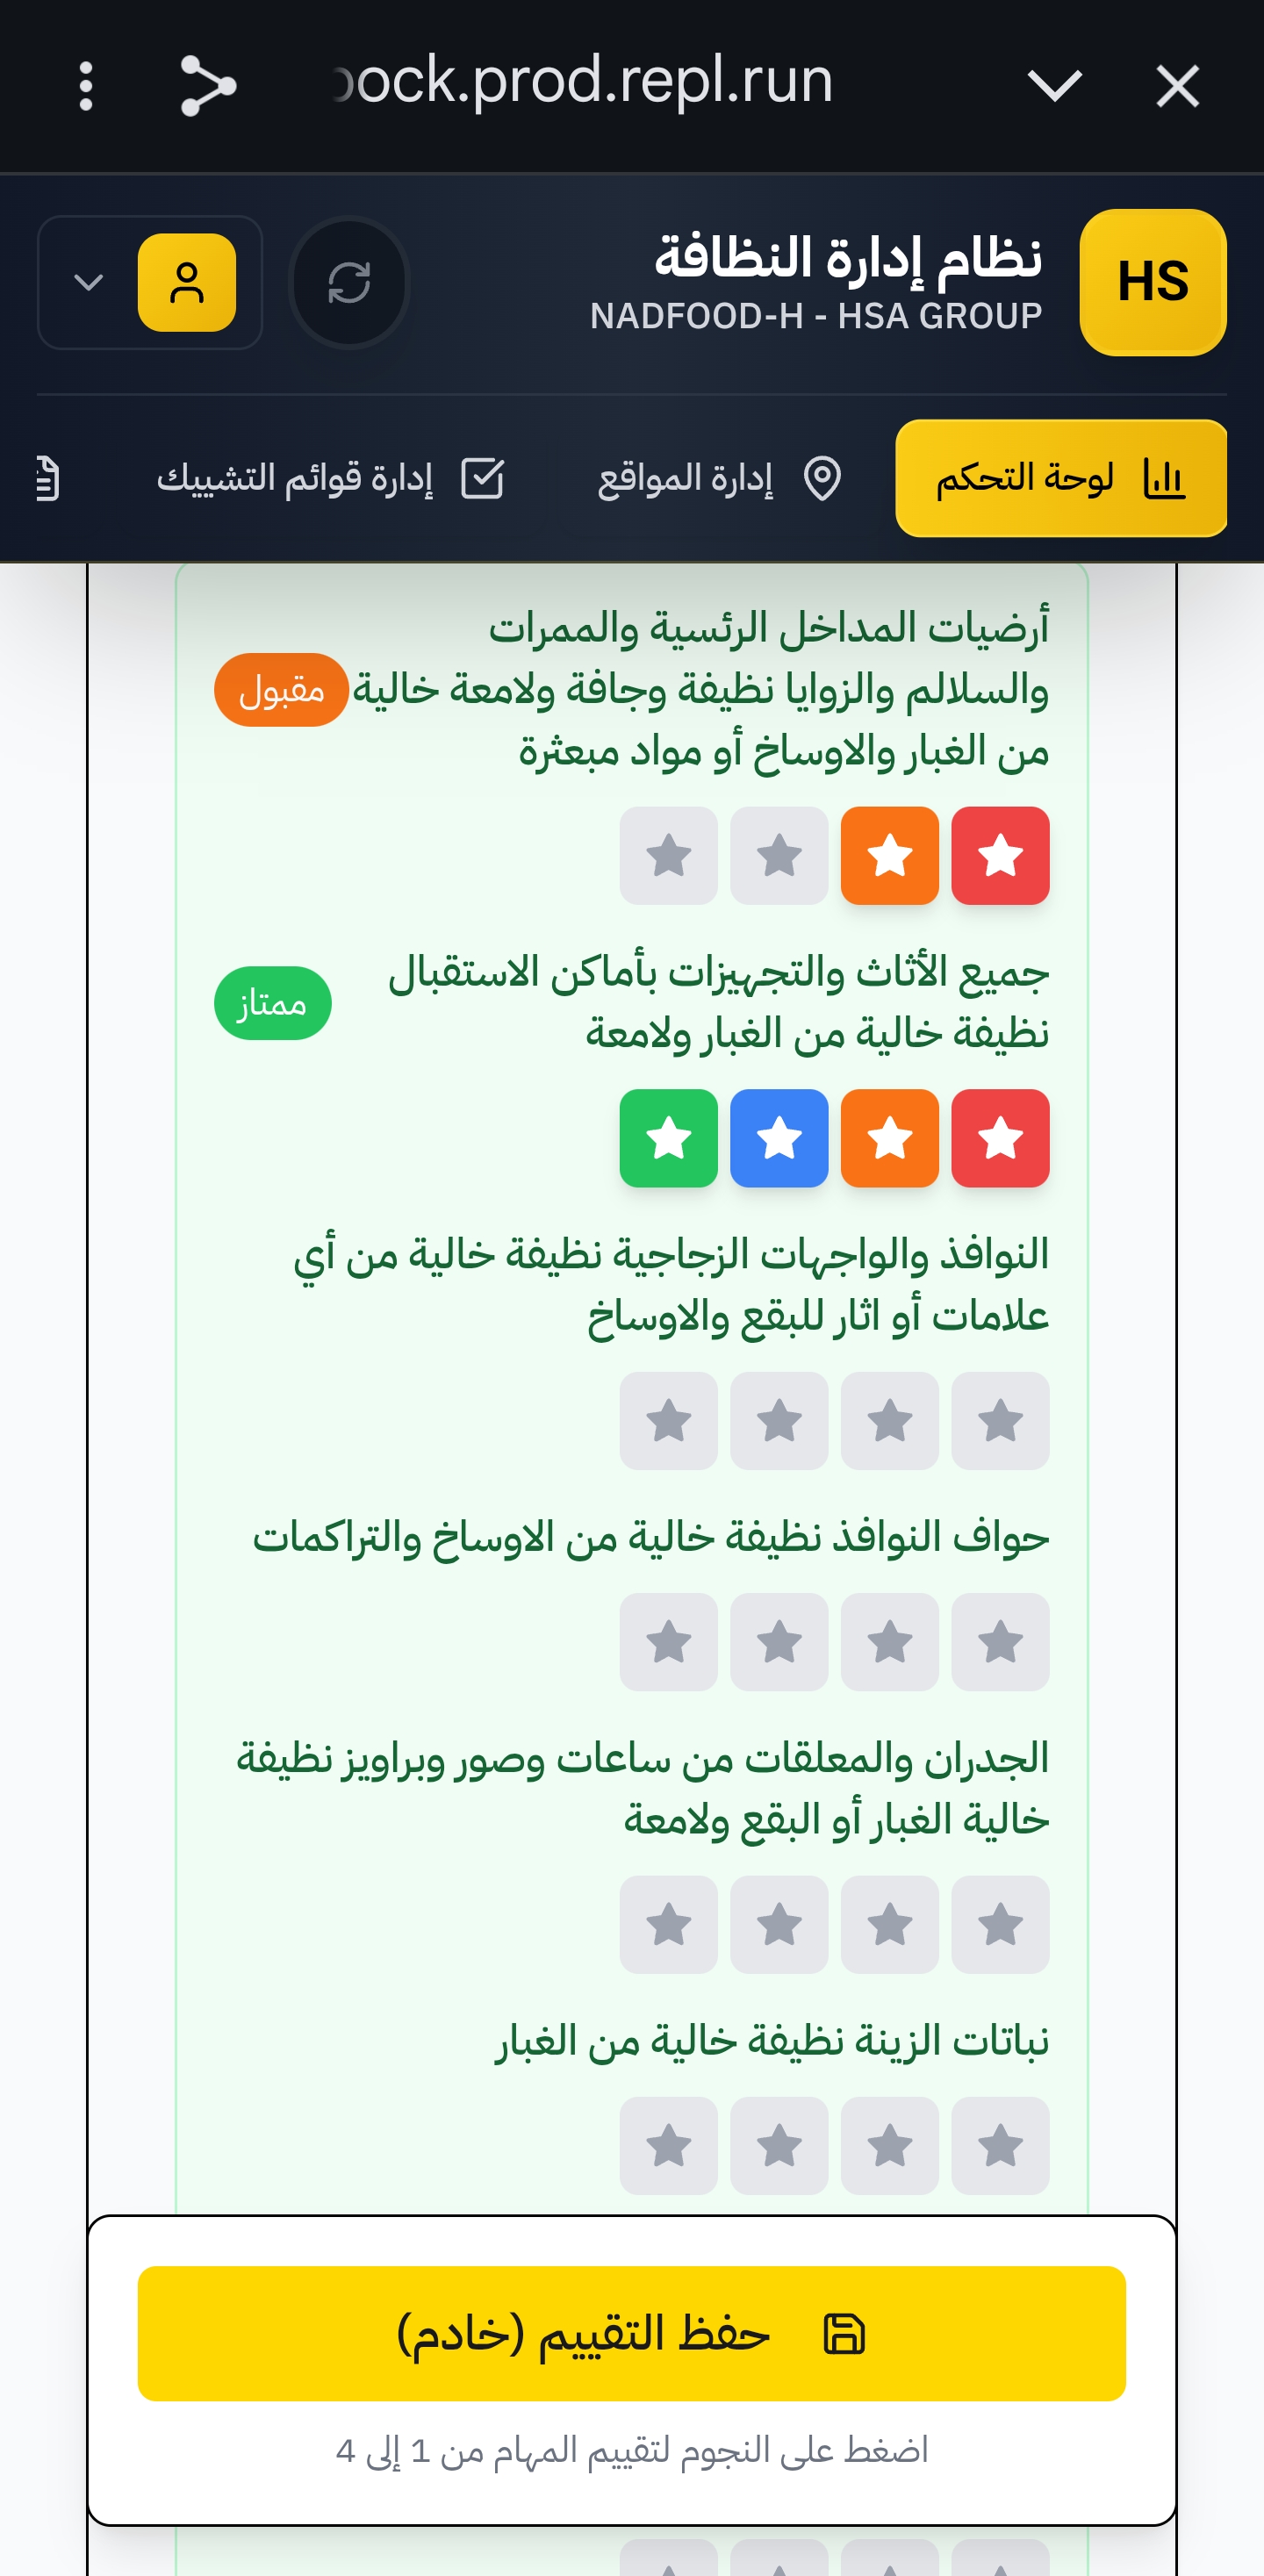 ock.prod.repl.run
HS
نظام إدارة النظافة
NADFOOD-H - HSA GROUP
لوحة التحكم
إدارة المواقع
إدارة قوائم التشييك
أرضيات المداخل الرئسية والممرات
والسلالم والزوايا نظيفة وجافة ولامعة خالية
من الغبار والاوساخ أو مواد مبعثرة
مقبول
جميع الأثاث والتجهيزات بأماكن الاستقبال
نظيفة خالية من الغبار ولامعة
ممتاز
النوافذ والواجهات الزجاجية نظيفة خالية من أي
علامات أو اثار للبقع والاوساخ
حواف النوافذ نظيفة خالية من الاوساخ والتراكمات
الجدران والمعلقات من ساعات وصور وبراويز نظيفة
خالية الغبار أو البقع ولامعة
نباتات الزينة نظيفة خالية من الغبار
حفظ التقييم (خادم)
اضغط على النجوم لتقييم المهام من 1 إلى 4